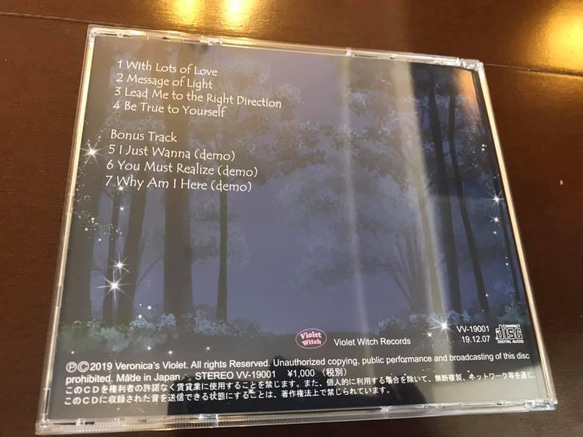 1 With Lots of Love
2 Message of Light
3 Lead Me to the Right Direction
4 Be True to Yourself
Bonus Track
5 I Just Wanna (demo)
6 You Must Realize (demo)
7 Why Am I Here (demo)
Violet
Witch
Violet Witch Records
VV-19001
19.12.07
COMPACT
disc
DIGITAL AUDIO
Ⓟ©2019 Veronica's Violet. All rights Reserved. Unauthorized copying, public performance and broadcasting of this disc
prohibited. Made in Japan. STEREO VV-19001 ¥1,000 (税別)
このCDを権利者の許諾なく賃貸業に使用することを禁じます。また、個人的に利用する場合を除いて、無断複製、ネットワーク等を通じ
このCDに収録された音を送信できる状態にすることは、著作権法上で禁じられています。